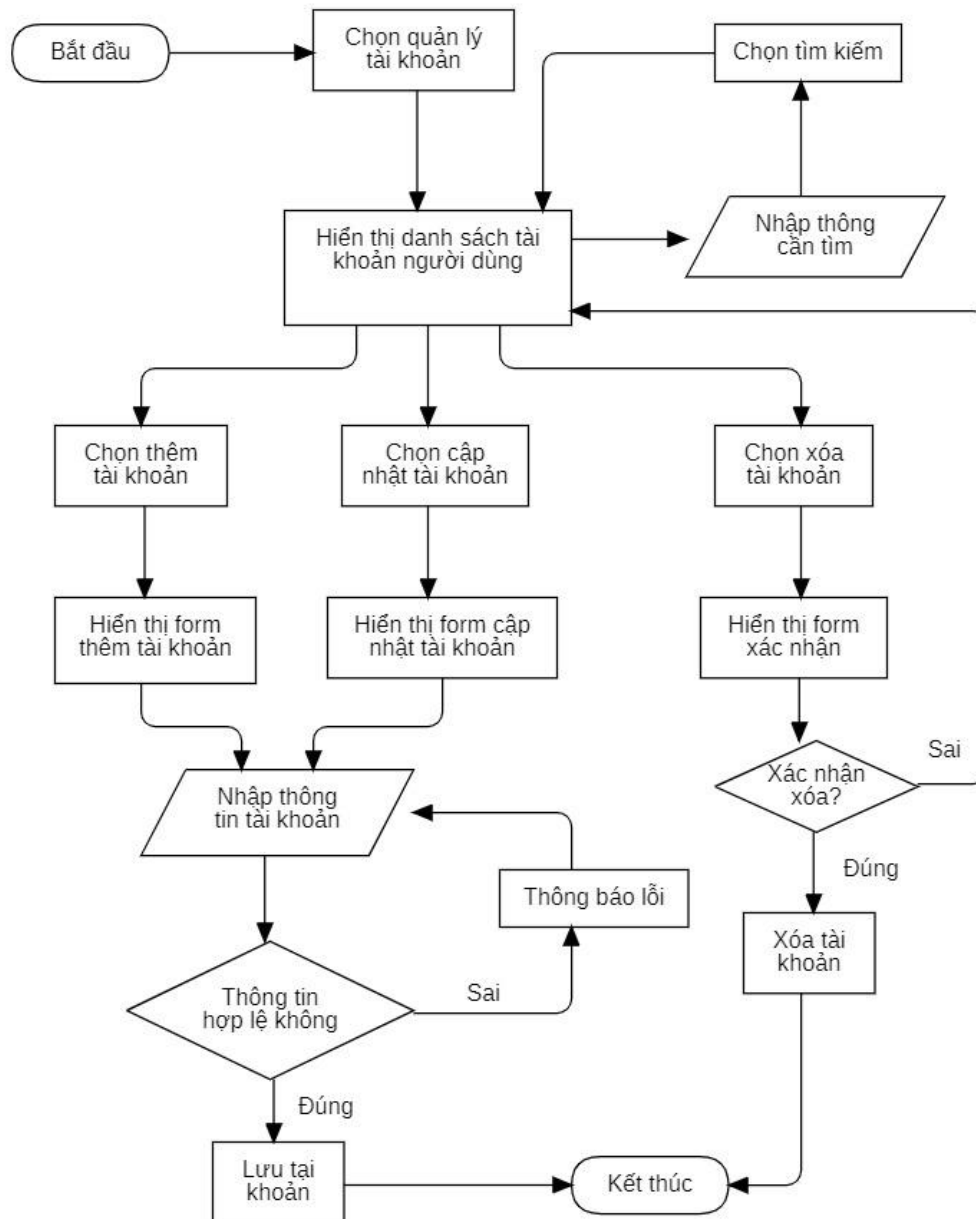 Bắt đầu
Chọn quản lý
tài khoản
Chọn tìm kiếm
Hiển thị danh sách tài
khoản người dùng
Nhập thông
cần tìm
Chọn thêm
tài khoản
Chọn cập
nhật tài khoản
Chọn xóa
tài khoản
Hiển thị form
thêm tài khoản
Hiển thị form cập
nhật tài khoản
Hiển thị form
xác nhận
Nhập thông
tin tài khoản
Xác nhận
xóa?
Sai
Đúng
Thông báo lỗi
Xóa tài
khoản
Thông tin
hợp lệ không
Sai
Đúng
Lưu tại
khoản
Kết thúc